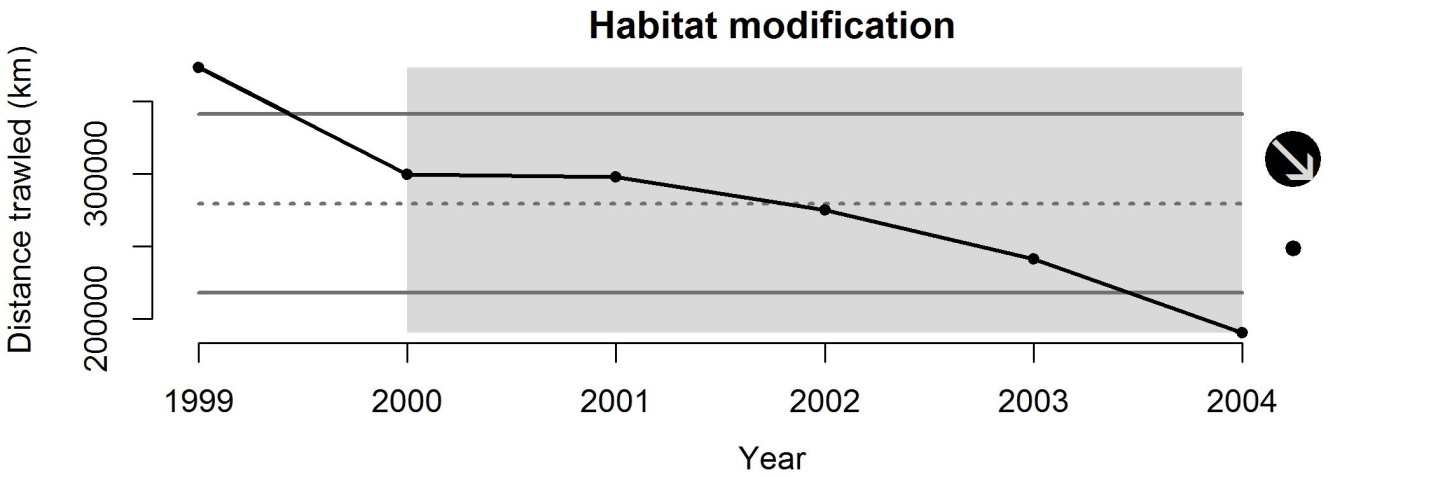 Habitat modification
Distance trawled (km)
300000
200000
1999 2000 2001 2002 2003 2004
Year